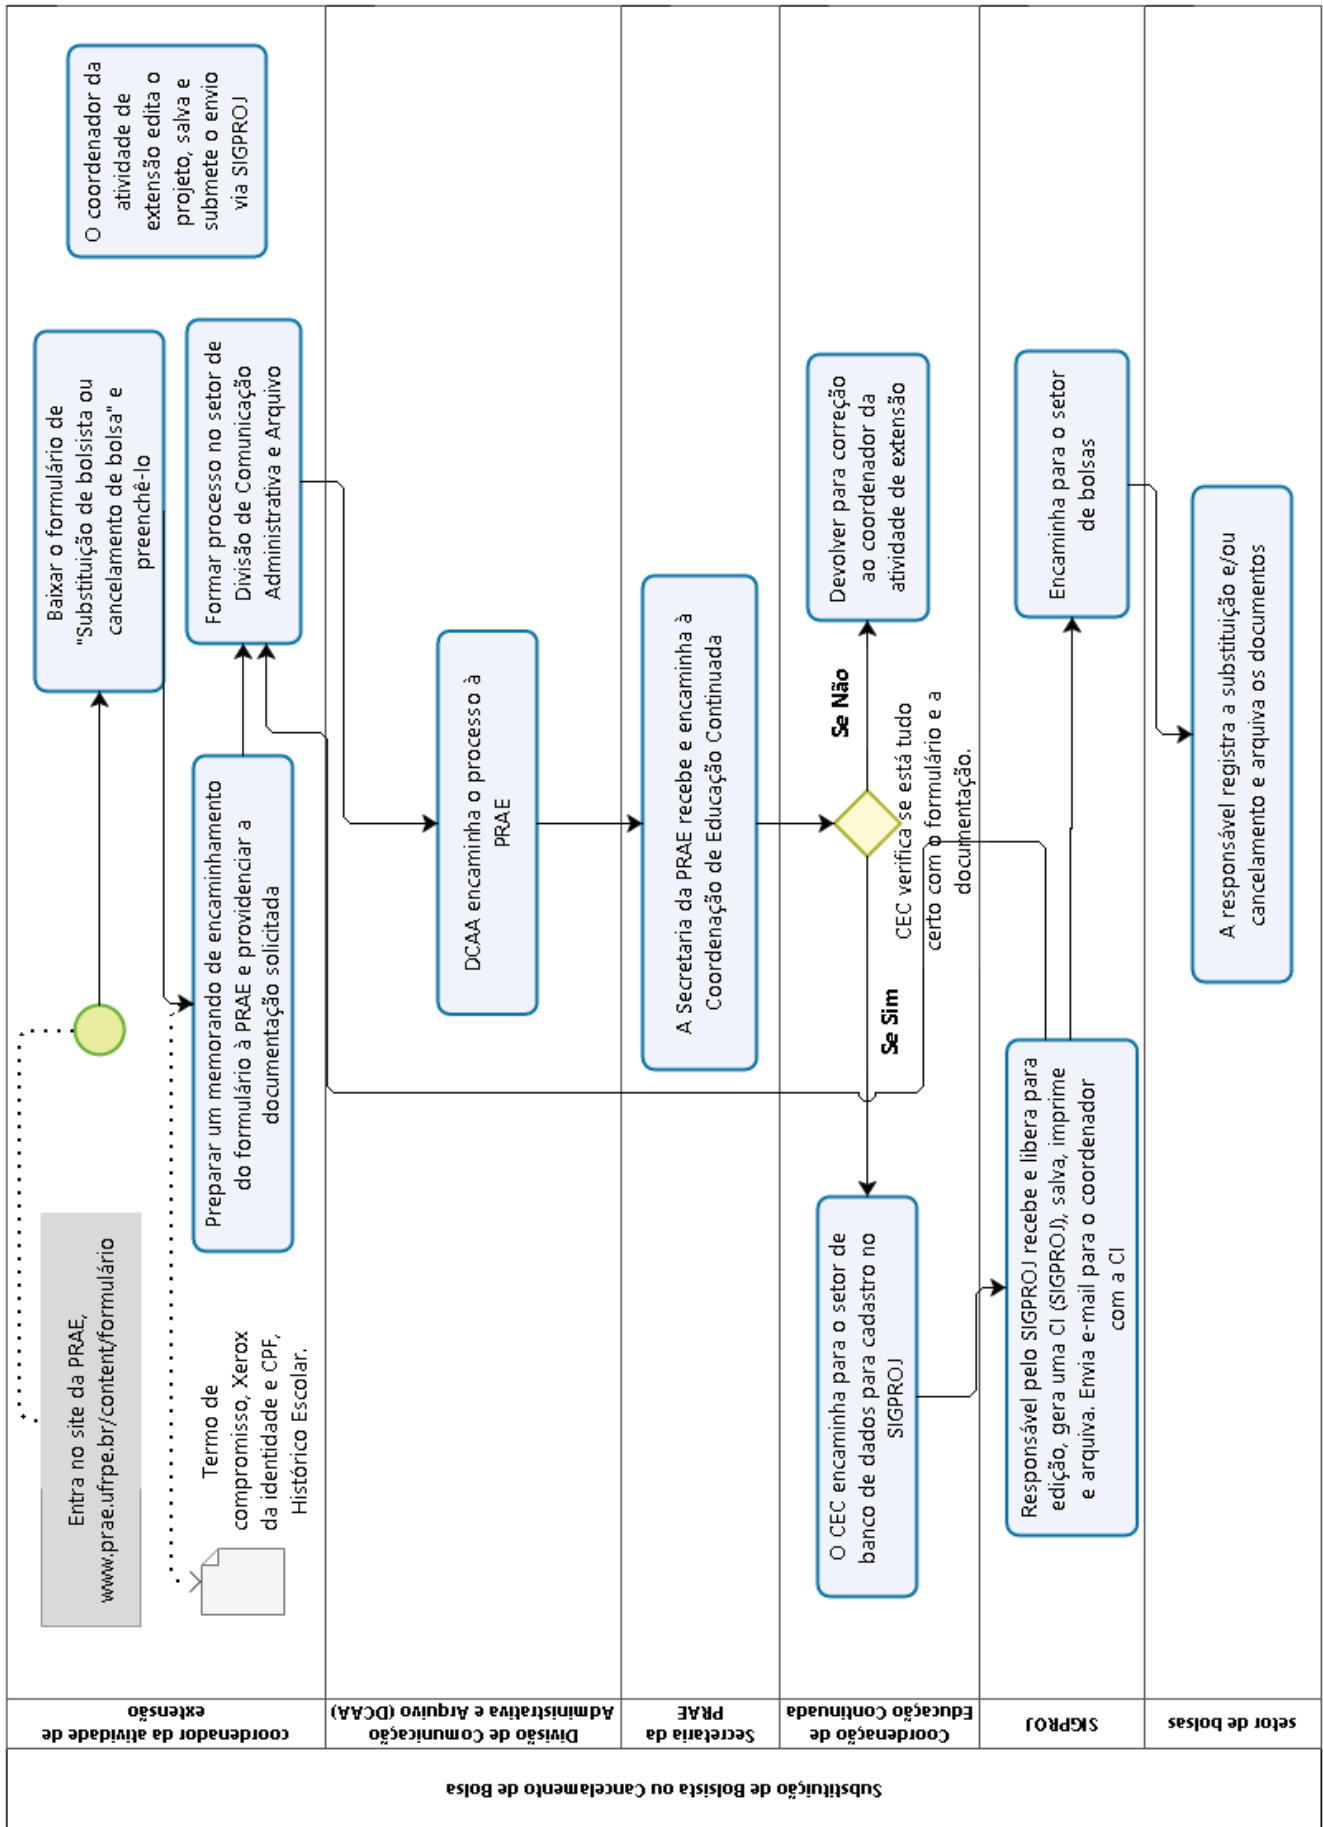 Substituição de Bolsista ou Cancelamento de Bolsa
coordenador da atividade de
extensão
Entra no site da PRAE,
www.prae.ufrpe.br/content/formulário
Baixar o formulário de
"Substituição de bolsista ou
cancelamento de bolsa" e
preenchê-lo
Termo de
compromisso, Xerox
da identidade e CPF,
Histórico Escolar.
Preparar um memorando de encaminhamento
do formulário à PRAE e providenciar a
documentação solicitada
Formar processo no setor de
Divisão de Comunicação
Administrativa e Arquivo
O coordenador da
atividade de
extensão edita o
projeto, salva e
submete o envio
via SIGPROJ
Divisão de Comunicação
Administrativa e Arquivo (DCAA)
DCAA encaminha o processo à
PRAE
Secretaria da
PRAE
A Secretaria da PRAE recebe e encaminha à
Coordenação de Educação Continuada
Coordenação de
Educação Continuada
O CEC encaminha para o setor de
banco de dados para cadastro no
SIGPROJ
Se Sim
CEC verifica se está tudo
certo com o formulário e a
documentação.
Se Não
Devolver para correção
ao coordenador da
atividade de extensão
SIGPROJ
Responsável pelo SIGPROJ recebe e libera para
edição, gera uma CI (SIGPROJ), salva, imprime
e arquiva. Envia e-mail para o coordenador
com a CI
Encaminha para o setor
de bolsas
setor de bolsas
A responsável registra a substituição e/ou
cancelamento e arquiva os documentos